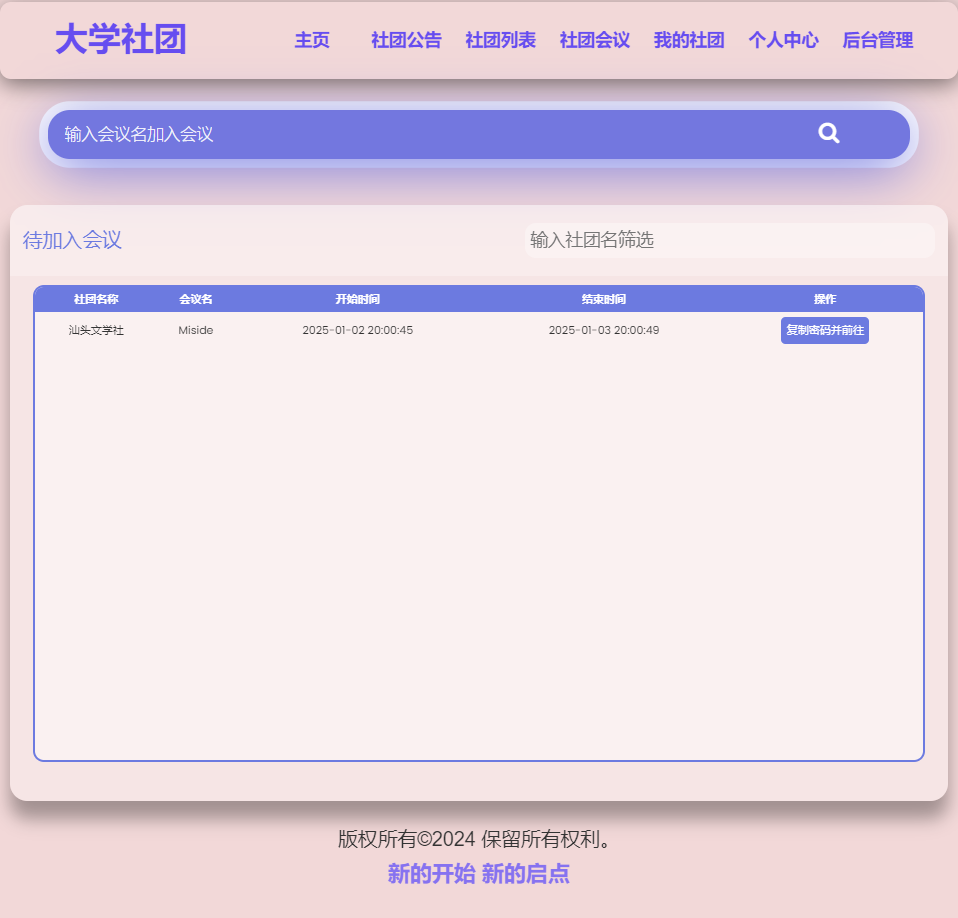 大学社团 主页 社团公告 社团列表 社团会议 我的社团 个人中心 后台管理
输入会议名加入会议
待加入会议 输入社团名筛选
社团名称 会议名 开始时间 结束时间 操作
汕头文学社 Miside 2025-01-02 20:00:45 2025-01-03 20:00:49 复制密码并前往
版权所有©2024 保留所有权利。
新的开始 新的启点